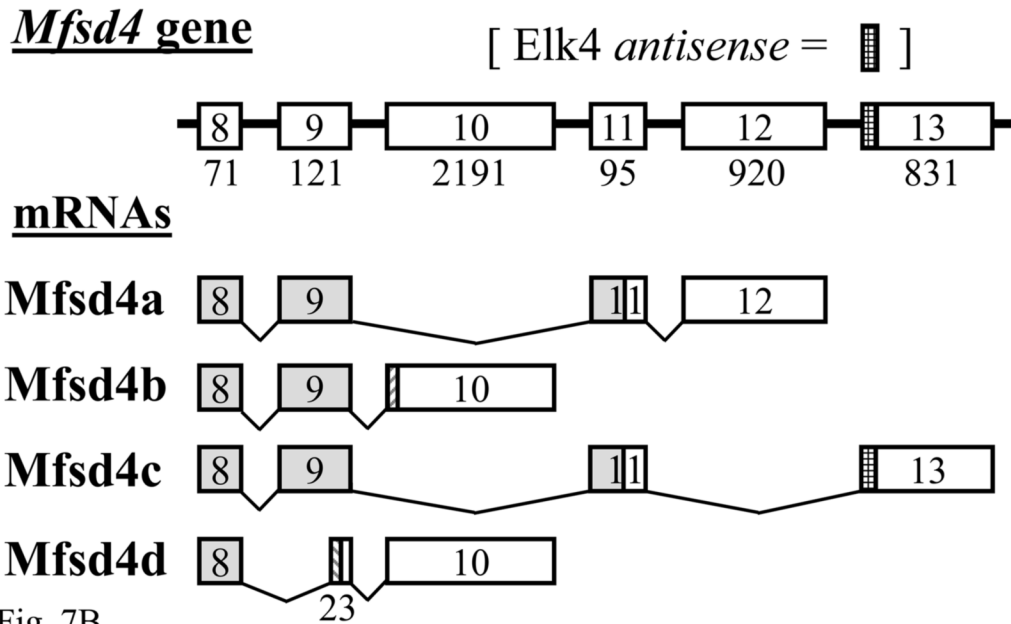 Mfsd4 gene
[ Elk4 antisense = ]
8 9 10 11 12 13
71 121 2191 95 920 831
mRNAs
Mfsd4a 8 9 11 12
Mfsd4b 8 9 10
Mfsd4c 8 9 11 13
Mfsd4d 8 10
23
Fig. 7B